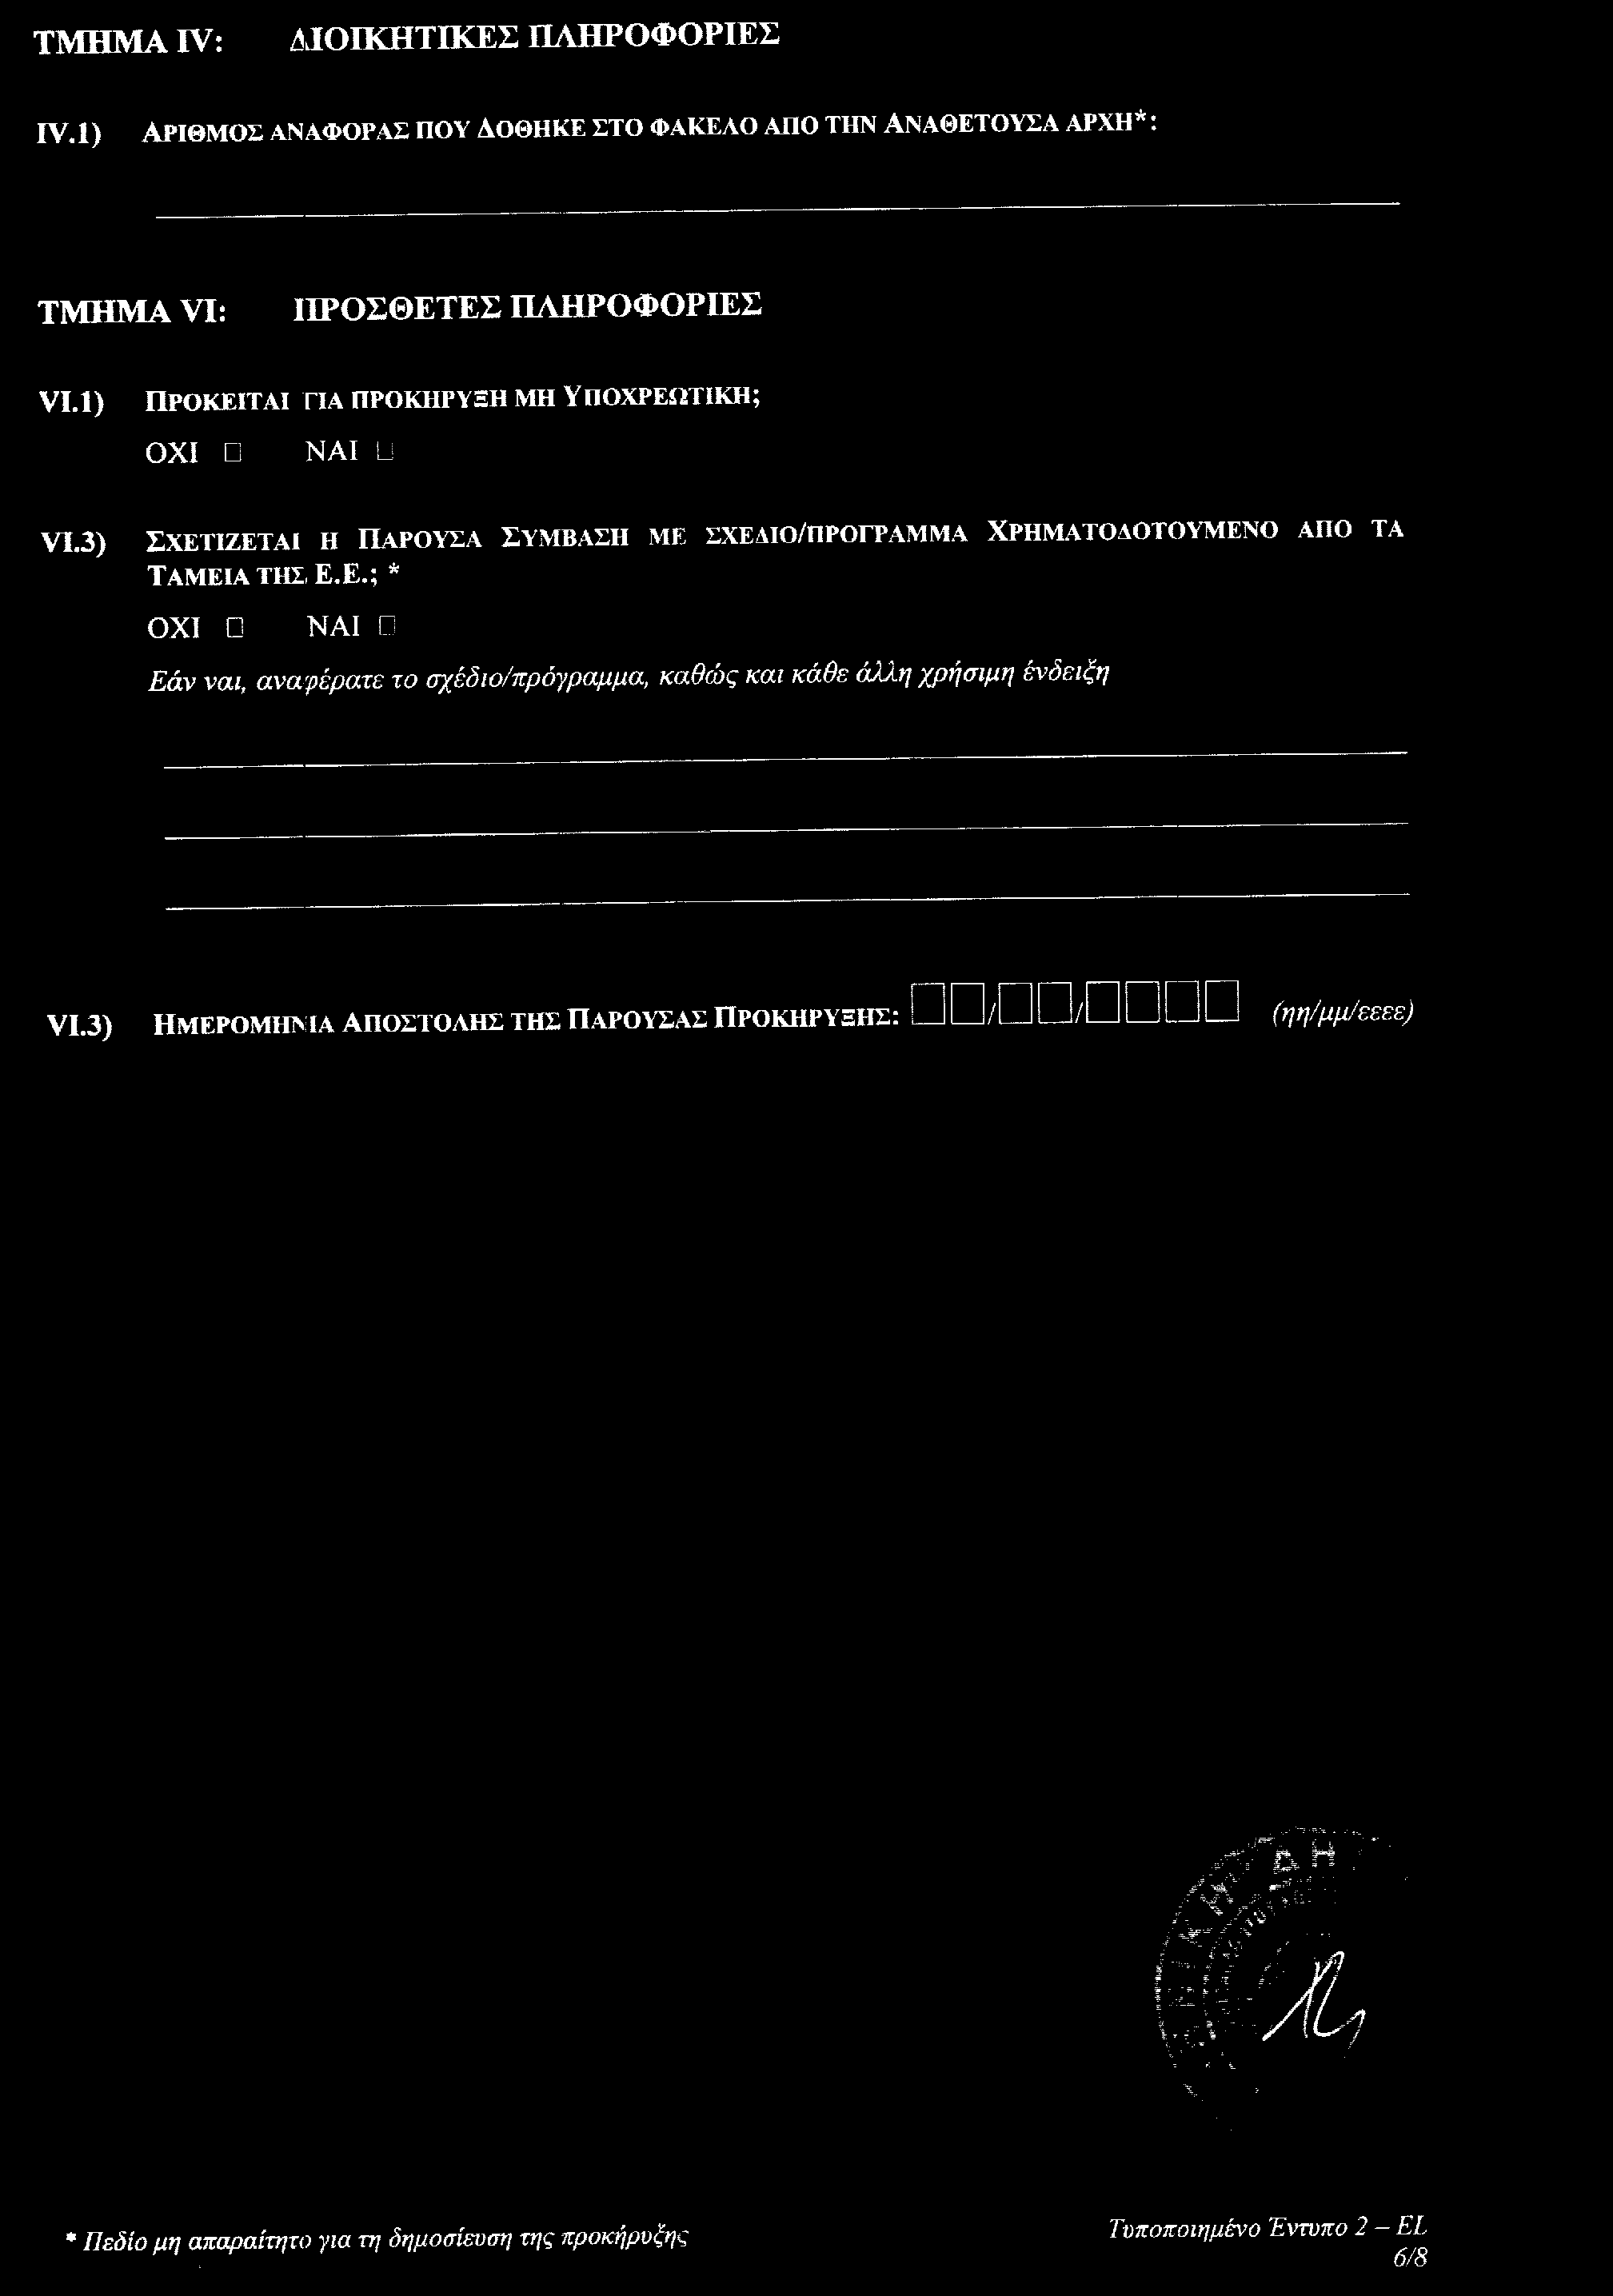 ΤΜΗΜΑ IV: ΔΙΟΙΚΗΤΙΚΕΣ ΠΛΗΡΟΦΟΡΙΕΣ
IV.1) ΑΡΙΘΜΟΣ ΑΝΑΦΟΡΑΣ ΠΟΥ ΔΟΘΗΚΕ ΣΤΟ ΦΑΚΕΛΟ ΑΠΟ ΤΗΝ ΑΝΑΘΕΤΟΥΣΑ ΑΡΧΗ*:
ΤΜΗΜΑ VI: ΠΡΟΣΘΕΤΕΣ ΠΛΗΡΟΦΟΡΙΕΣ
VI.1) ΠΡΟΚΕΙΤΑΙ ΓΙΑ ΠΡΟΚΗΡΥΞΗ ΜΗ ΥΠΟΧΡΕΩΤΙΚΗ;
ΟΧΙ □ ΝΑΙ □
VI.3) ΣΧΕΤΙΖΕΤΑΙ Η ΠΑΡΟΥΣΑ ΣΥΜΒΑΣΗ ΜΕ ΣΧΕΔΙΟ/ΠΡΟΓΡΑΜΜΑ ΧΡΗΜΑΤΟΔΟΤΟΥΜΕΝΟ ΑΠΟ ΤΑ
ΤΑΜΕΙΑ ΤΗΣ Ε.Ε.; *
ΟΧΙ □ ΝΑΙ □
Εάν ναι, αναφέρατε το σχέδιο/πρόγραμμα, καθώς και κάθε άλλη χρήσιμη ένδειξη
VI.3) ΗΜΕΡΟΜΗΝΙΑ ΑΠΟΣΤΟΛΗΣ ΤΗΣ ΠΑΡΟΥΣΑΣ ΠΡΟΚΗΡΥΞΗΣ: □□/□□/□□□□ (ηη/μμ/εεεε)
* Πεδίο μη απαραίτητο για τη δημοσίευση της προκήρυξης
Τυποποιημένο Έντυπο 2 – EL
6/8